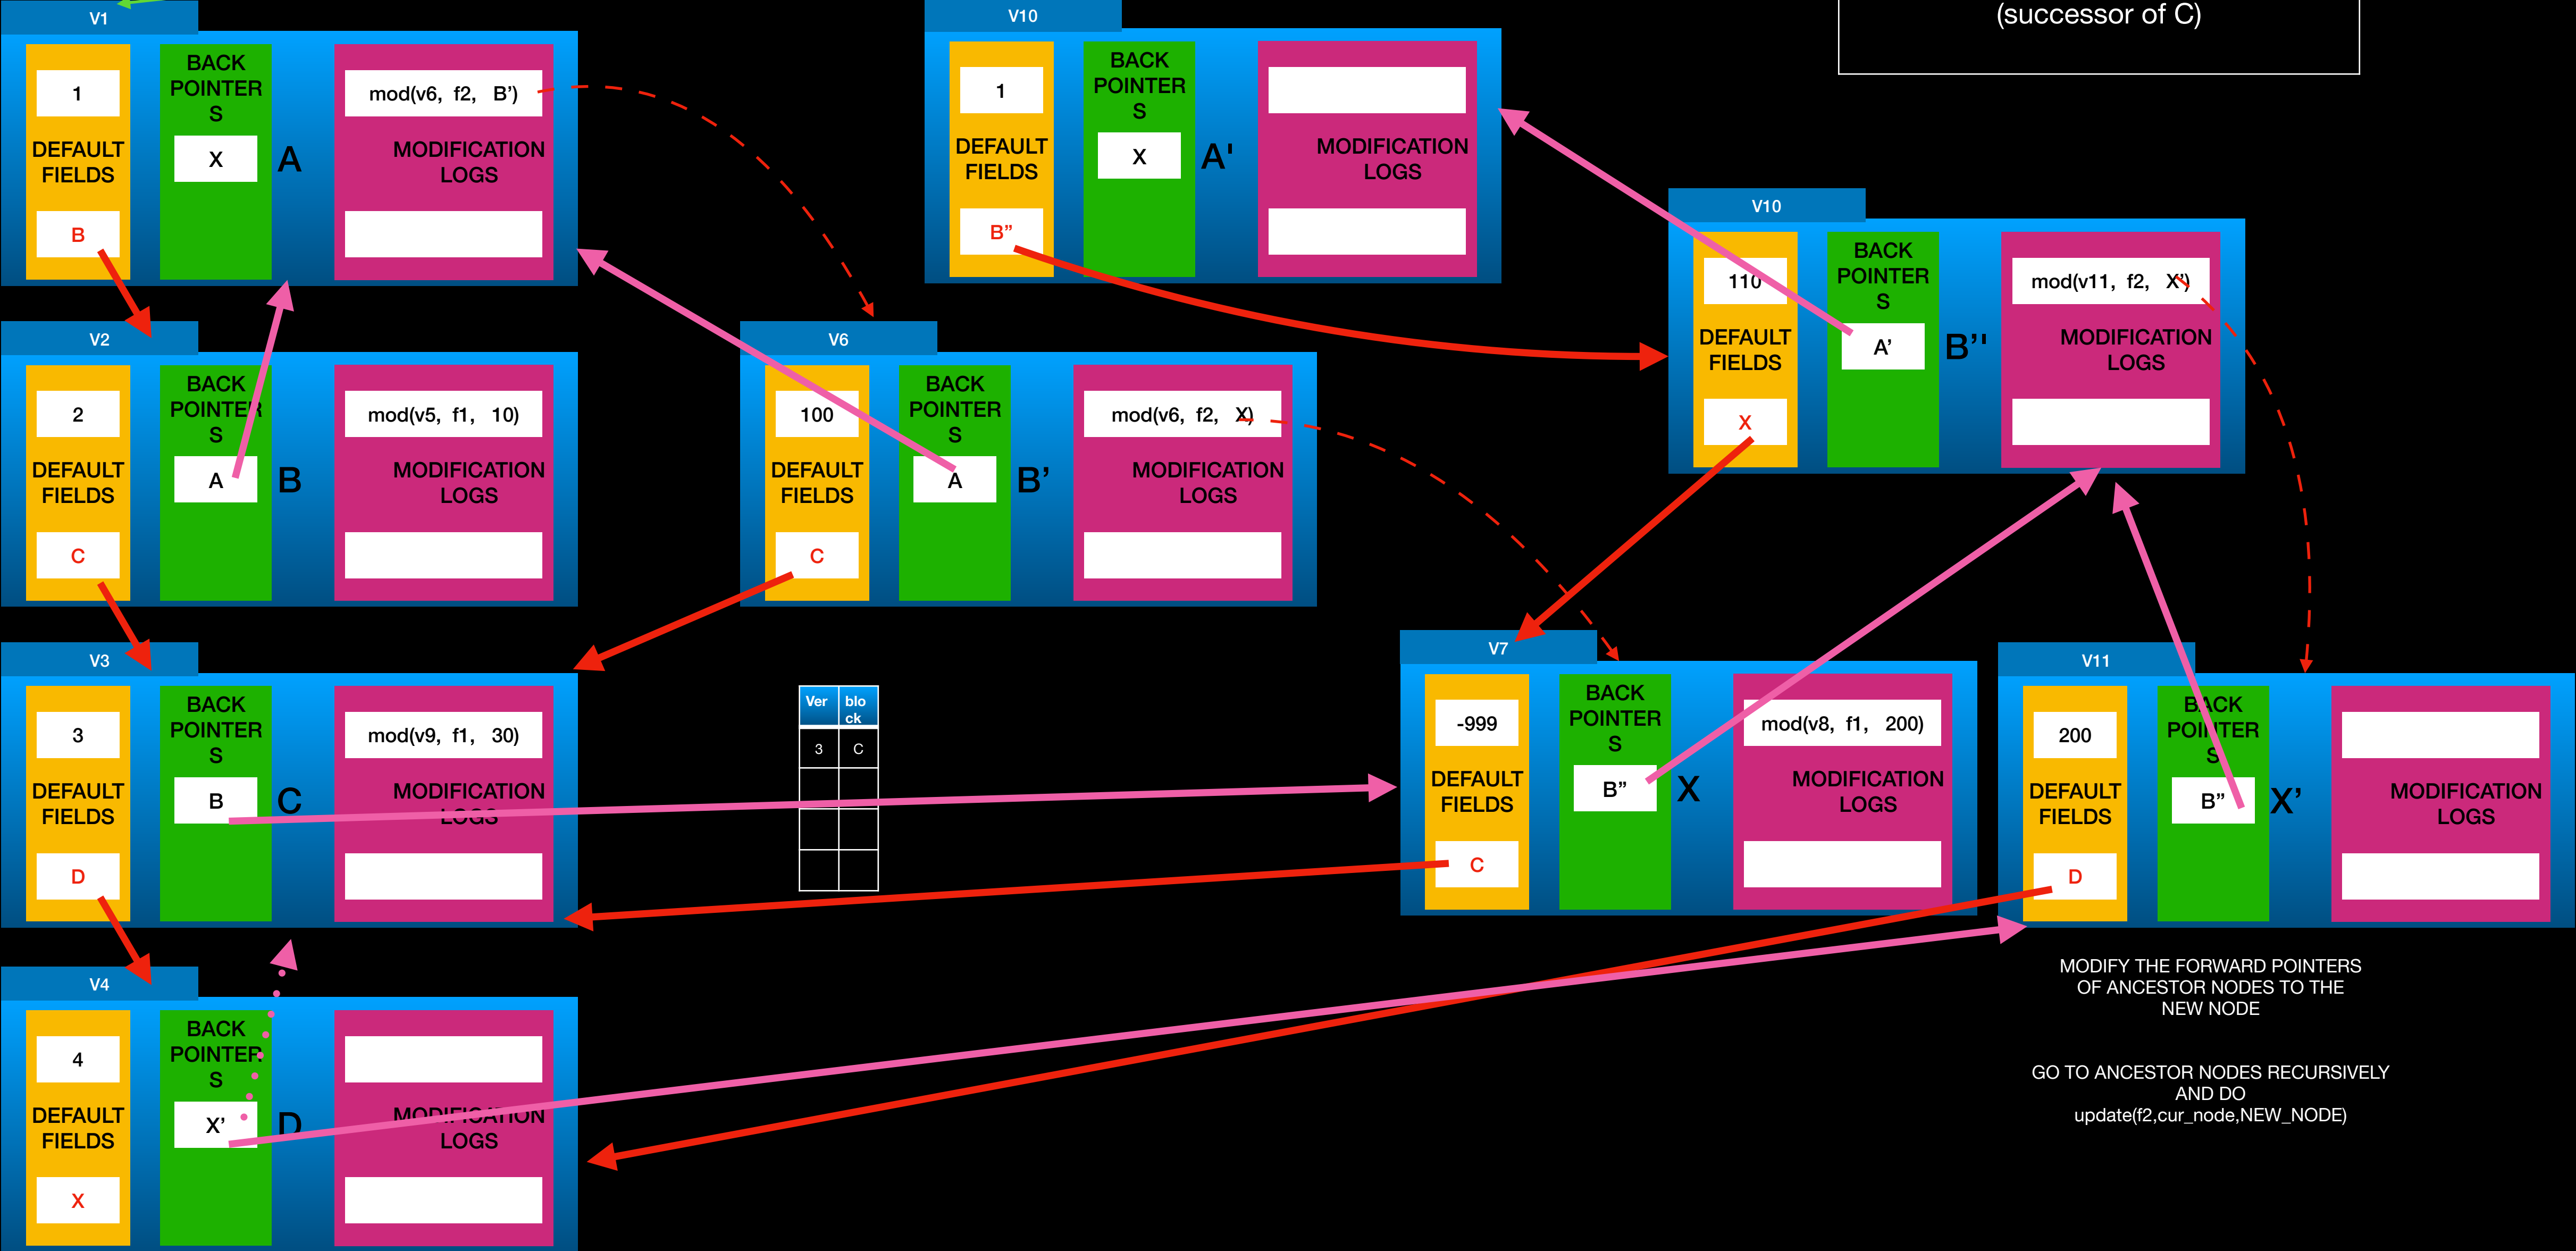 (successor of C)
V1
1
DEFAULT
FIELDS
B
BACK
POINTER
S
X
A
mod(v6, f2, B’)
MODIFICATION
LOGS
V10
1
DEFAULT
FIELDS
B”
BACK
POINTER
S
X
A'
MODIFICATION
LOGS
V10
110
DEFAULT
FIELDS
X
BACK
POINTER
S
A’
B''
mod(v11, f2, X’)
MODIFICATION
LOGS
V2
2
DEFAULT
FIELDS
C
BACK
POINTER
S
A
B
mod(v5, f1, 10)
MODIFICATION
LOGS
V6
100
DEFAULT
FIELDS
C
BACK
POINTER
S
A
B’
mod(v6, f2, X)
MODIFICATION
LOGS
V3
3
DEFAULT
FIELDS
D
BACK
POINTER
S
B
C
mod(v9, f1, 30)
MODIFICATION
LOGS
Ver blo
ck
3 C
V7
-999
DEFAULT
FIELDS
C
BACK
POINTER
S
B”
X
mod(v8, f1, 200)
MODIFICATION
LOGS
V11
200
DEFAULT
FIELDS
D
BACK
POINTER
S
B”
X’
MODIFICATION
LOGS
V4
4
DEFAULT
FIELDS
X
BACK
POINTER
S
X’
D
MODIFICATION
LOGS
MODIFY THE FORWARD POINTERS
OF ANCESTOR NODES TO THE
NEW NODE
GO TO ANCESTOR NODES RECURSIVELY
AND DO
update(f2,cur_node,NEW_NODE)